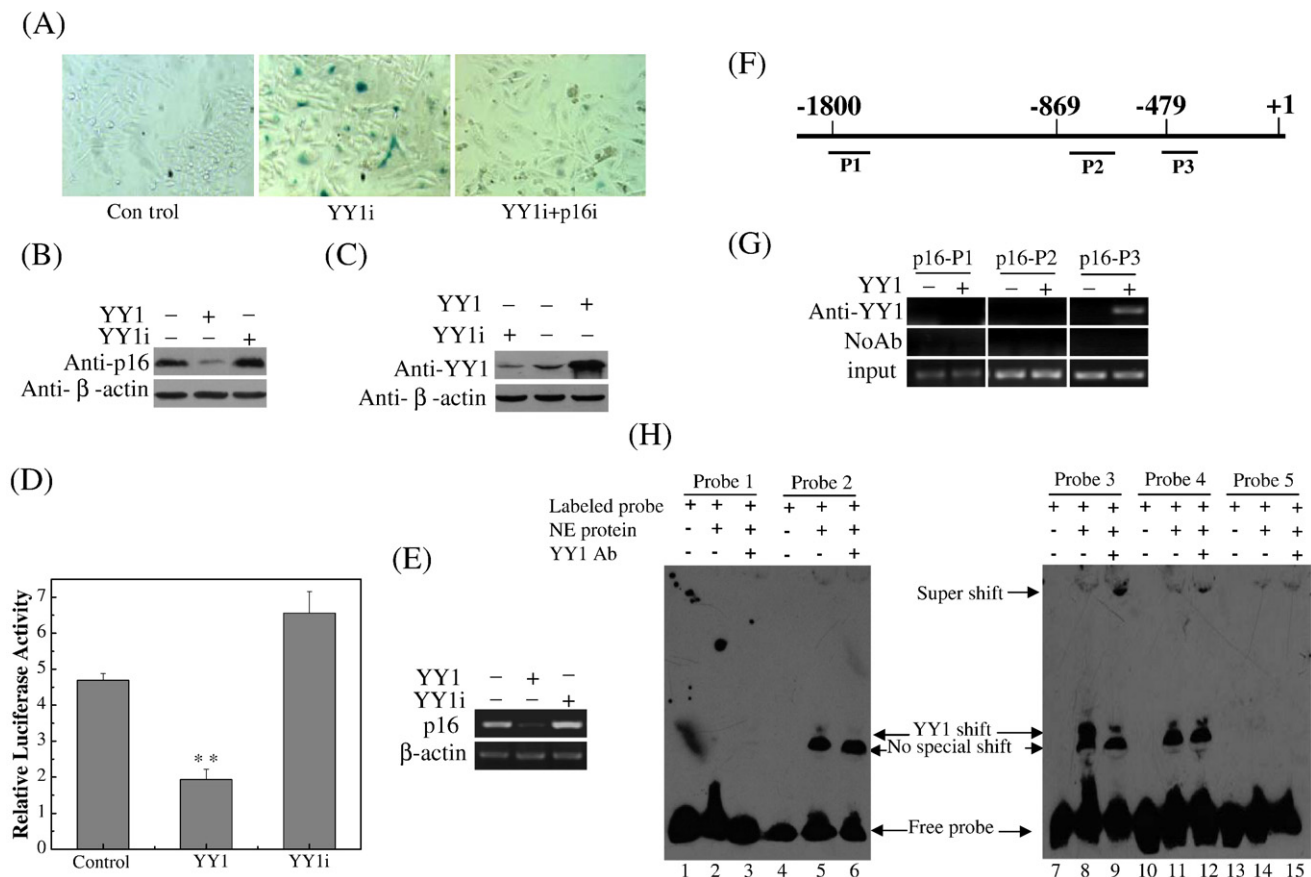 (A)
Con trol YY1i YY1i+p16i
(B)
YY1 − + −
YY1i − − +
Anti-p16
Anti- β -actin
(C)
YY1 − − +
YY1i + − −
Anti-YY1
Anti- β -actin
(D)
Relative Luciferase Activity
7
6
5
4
3
2
1
0
**
Control YY1 YY1i
(E)
YY1 − + −
YY1i − − +
p16
β-actin
(F)
-1800 -869 -479 +1
P1 P2 P3
(G)
p16-P1 p16-P2 p16-P3
YY1 − + − + − +
Anti-YY1
NoAb
input
(H)
Probe 1 Probe 2 Probe 3 Probe 4 Probe 5
Labeled probe + + + + + + + + + + + + + + +
NE protein - + + - + + - + + - + + - + +
YY1 Ab - - + - - + - - + - - + - - +
Super shift
YY1 shift
No special shift
Free probe
1 2 3 4 5 6 7 8 9 10 11 12 13 14 15